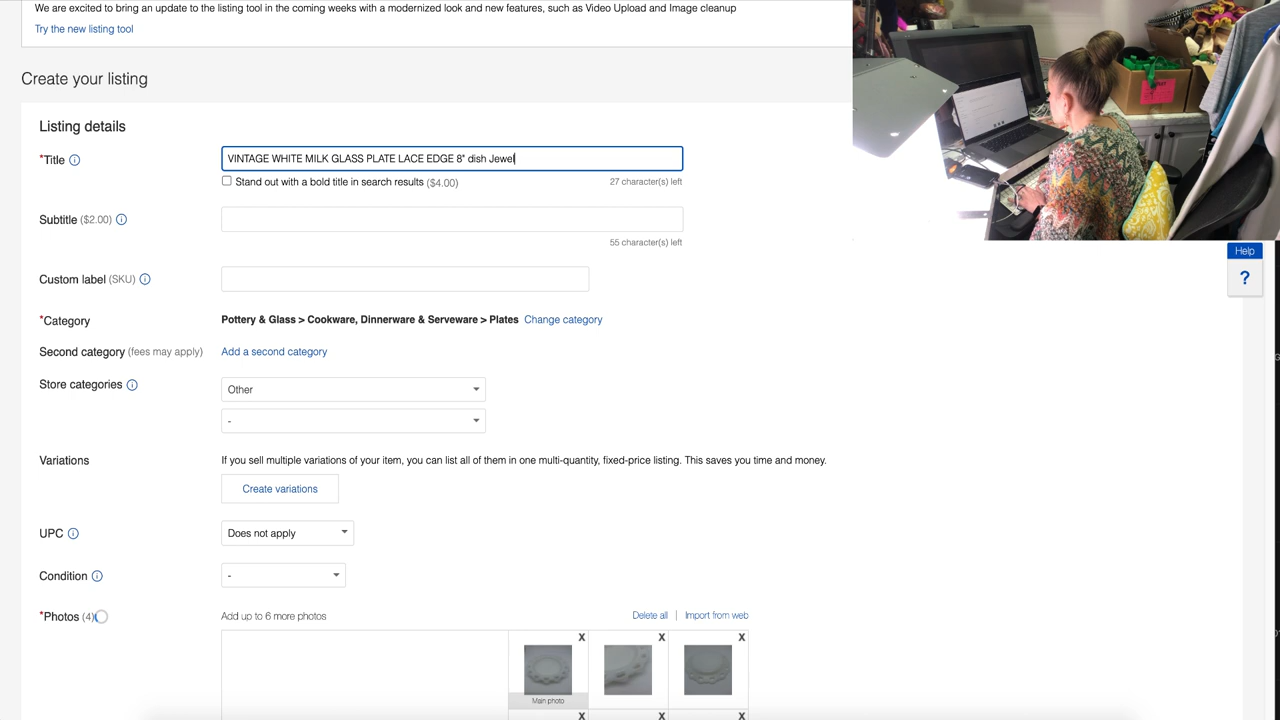 We are excited to bring an update to the listing tool in the coming weeks with a modernized look and new features, such as Video Upload and Image cleanup
Try the new listing tool
Create your listing
Listing details
*Title
VINTAGE WHITE MILK GLASS PLATE LACE EDGE 8" dish Jewel
Stand out with a bold title in search results ($4.00)
27 character(s) left
Subtitle ($2.00)
55 character(s) left
Help
?
Custom label (SKU)
*Category
Pottery & Glass > Cookware, Dinnerware & Serveware > Plates Change category
Second category (fees may apply)
Add a second category
Store categories
Other
-
Variations
If you sell multiple variations of your item, you can list all of them in one multi-quantity, fixed-price listing. This saves you time and money.
Create variations
UPC
Does not apply
Condition
-
*Photos (4)
Add up to 6 more photos
Delete all | Import from web
X X X
Main photo
X X X